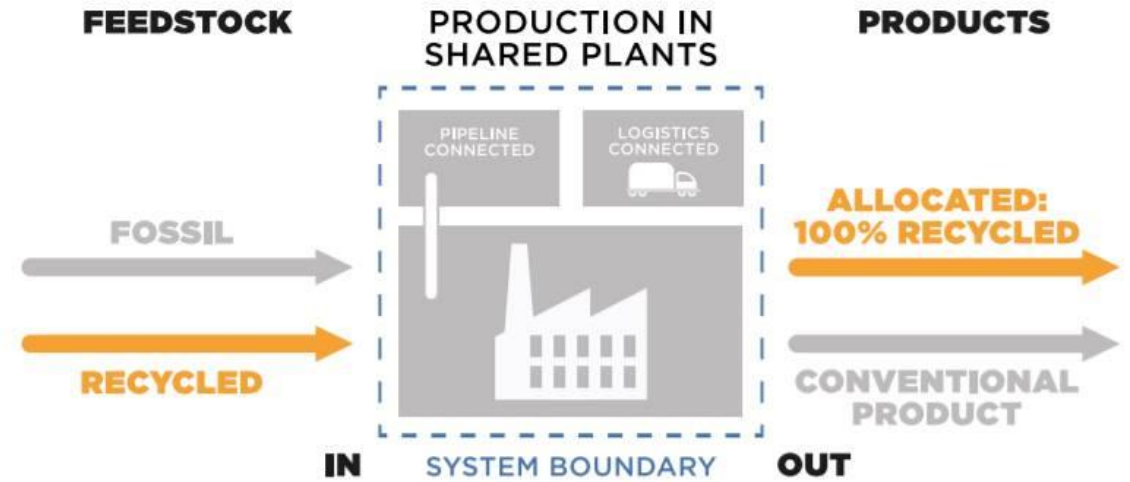 FEEDSTOCK
PRODUCTION IN
SHARED PLANTS
PRODUCTS
PIPELINE
CONNECTED
LOGISTICS
CONNECTED
FOSSIL
RECYCLED
ALLOCATED:
100% RECYCLED
CONVENTIONAL
PRODUCT
IN
SYSTEM BOUNDARY
OUT